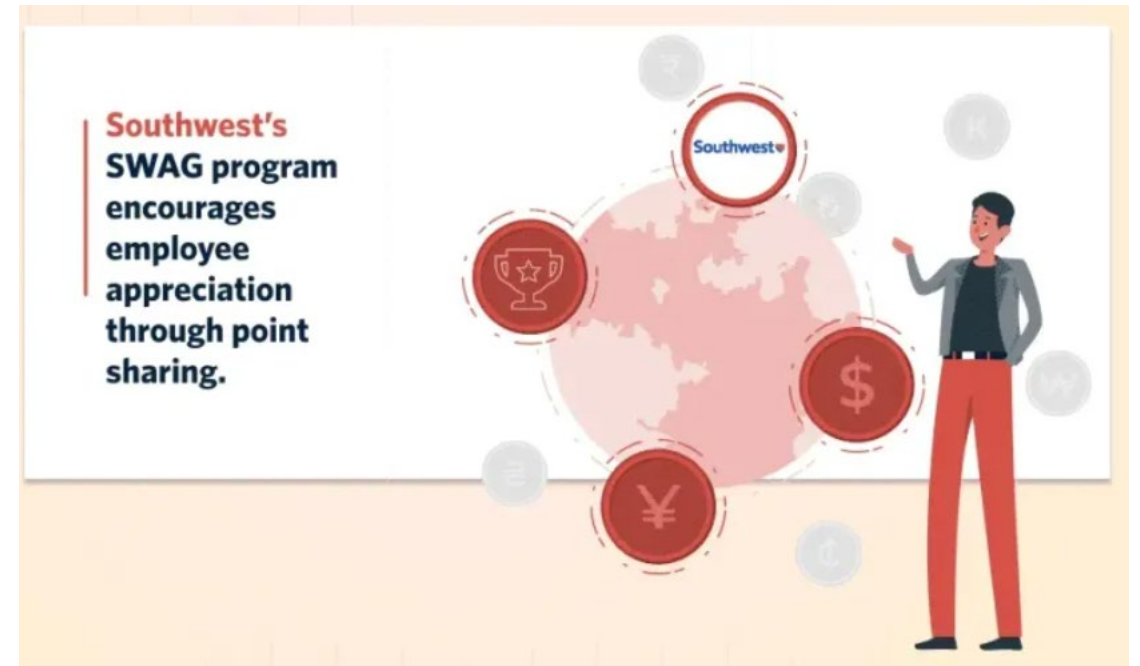 Southwest's
SWAG program
encourages
employee
appreciation
through point
sharing.
Southwest
$
¥